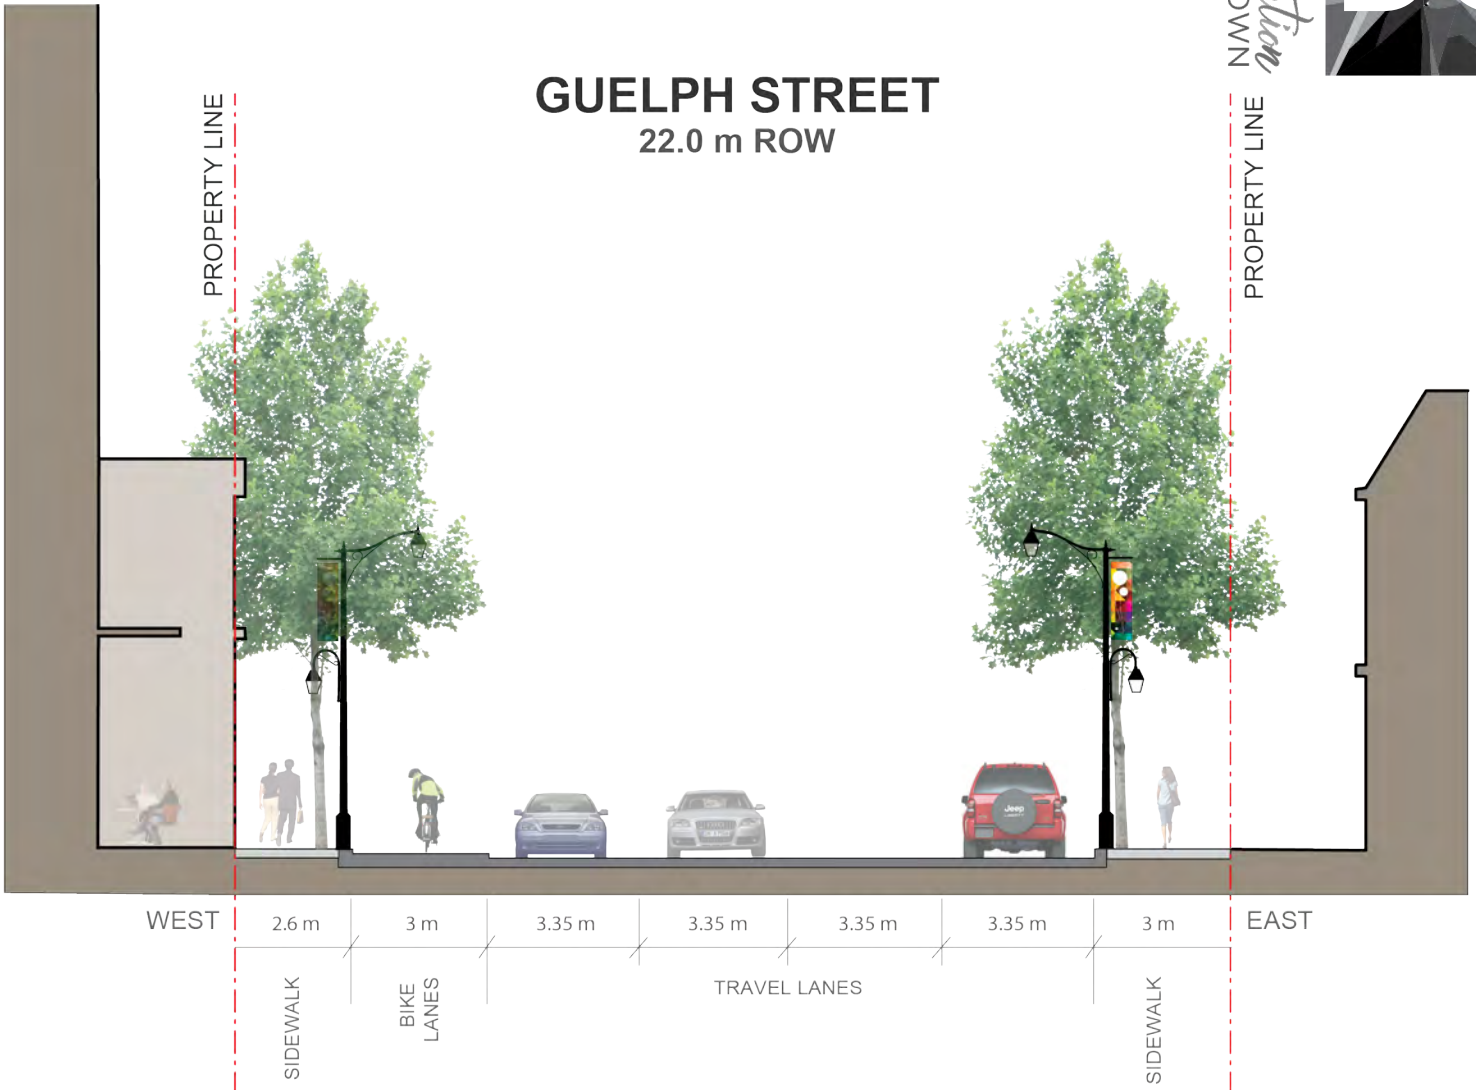 GUELPH STREET
22.0 m ROW
PROPERTY LINE
PROPERTY LINE
Jeep
WEST
2.6 m
3 m
3.35 m
3.35 m
3.35 m
3.35 m
3 m
EAST
SIDEWALK
BIKE
LANES
TRAVEL LANES
SIDEWALK